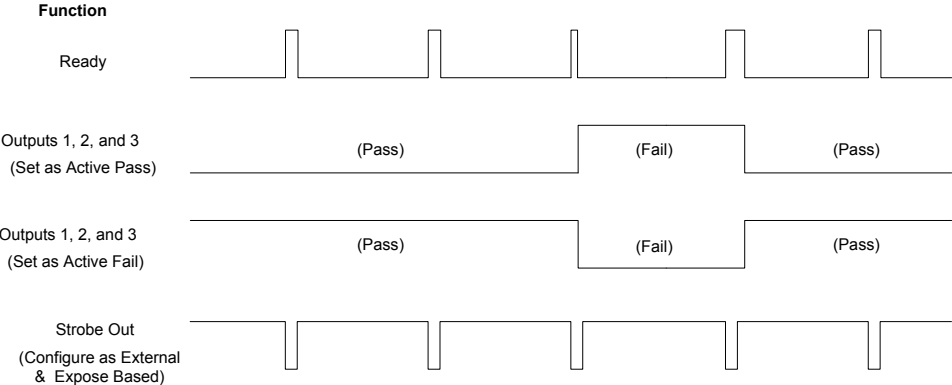 Function
Ready
Outputs 1, 2, and 3
(Set as Active Pass)
(Pass)
(Fail)
(Pass)
Outputs 1, 2, and 3
(Set as Active Fail)
(Pass)
(Fail)
(Pass)
Strobe Out
(Configure as External
& Expose Based)